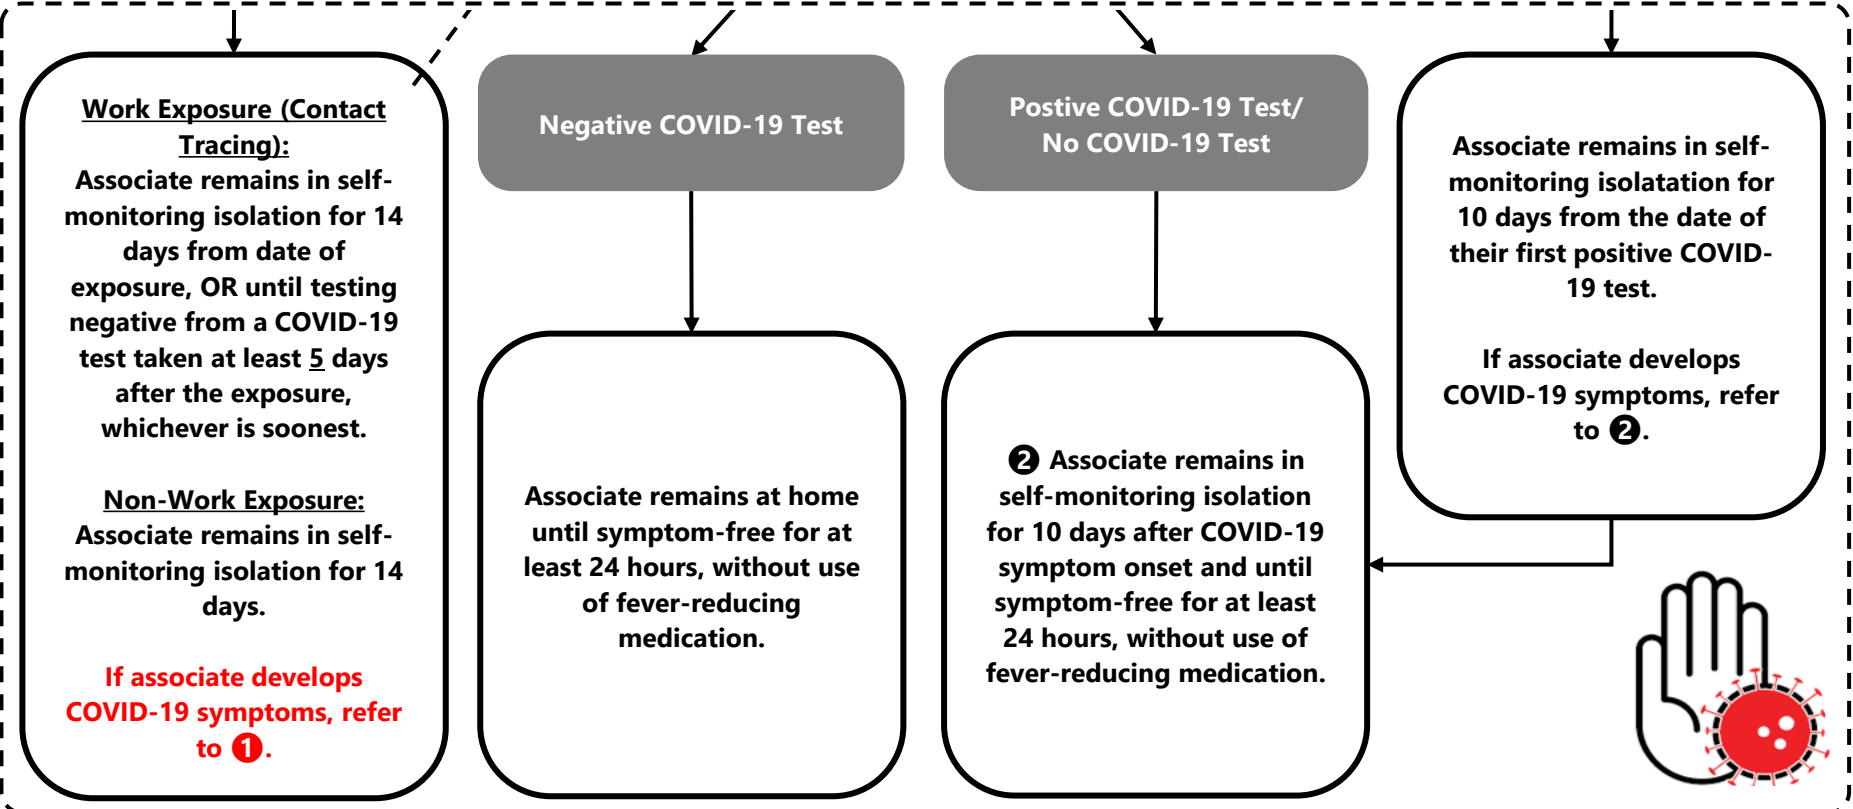 Work Exposure (Contact
Tracing):
Associate remains in self-
monitoring isolation for 14
days from date of
exposure, OR until testing
negative from a COVID-19
test taken at least 5 days
after the exposure,
whichever is soonest.
Non-Work Exposure:
Associate remains in self-
monitoring isolation for 14
days.
If associate develops
COVID-19 symptoms, refer
to ❶.
Negative COVID-19 Test
Associate remains at home
until symptom-free for at
least 24 hours, without use
of fever-reducing
medication.
Postive COVID-19 Test/
No COVID-19 Test
❷ Associate remains in
self-monitoring isolation
for 10 days after COVID-19
symptom onset and until
symptom-free for at least
24 hours, without use of
fever-reducing medication.
Associate remains in self-
monitoring isolatation for
10 days from the date of
their first positive COVID-
19 test.
If associate develops
COVID-19 symptoms, refer
to ❷.